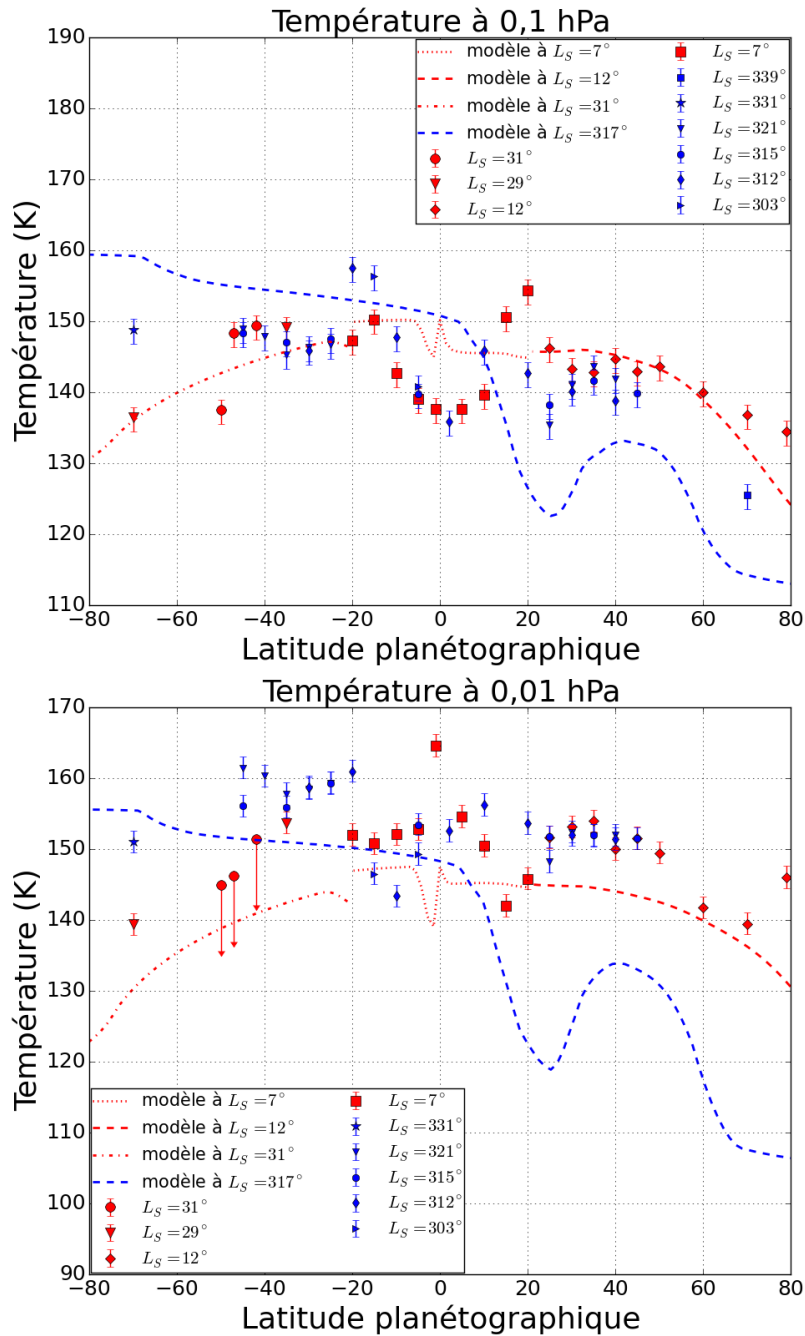 Température à 0,1 hPa
190
180
170
160
150
140
130
120
110
Température (K)
modèle à L_S =7°
modèle à L_S =12°
modèle à L_S =31°
modèle à L_S =317°
L_S =31°
L_S =29°
L_S =12°
L_S =7°
L_S =339°
L_S =331°
L_S =321°
L_S =315°
L_S =312°
L_S =303°
−80 −60 −40 −20 0 20 40 60 80
Latitude planétographique
Température à 0,01 hPa
170
160
150
140
130
120
110
100
90
Température (K)
modèle à L_S =7°
modèle à L_S =12°
modèle à L_S =31°
modèle à L_S =317°
L_S =31°
L_S =29°
L_S =12°
L_S =7°
L_S =331°
L_S =321°
L_S =315°
L_S =312°
L_S =303°
−80 −60 −40 −20 0 20 40 60 80
Latitude planétographique